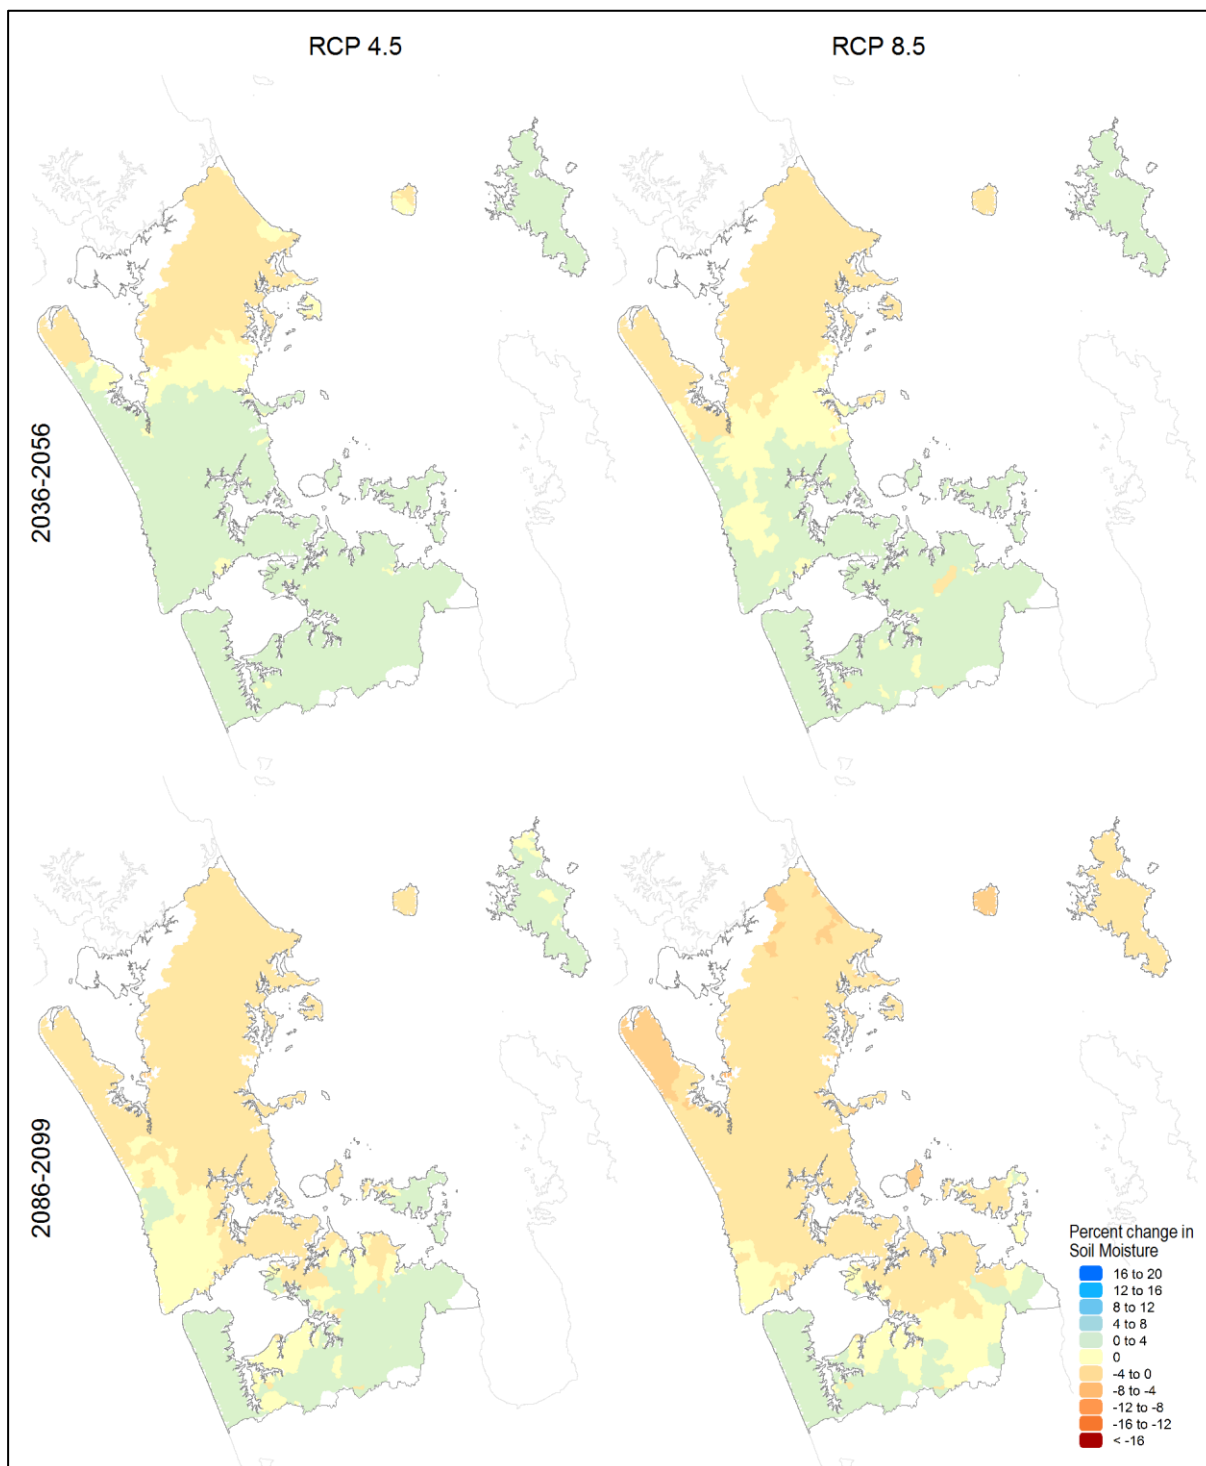 RCP 4.5
RCP 8.5
2036-2056
2086-2099
Percent change in
Soil Moisture
16 to 20
12 to 16
8 to 12
4 to 8
0 to 4
0
-4 to 0
-8 to -4
-12 to -8
-16 to -12
< -16